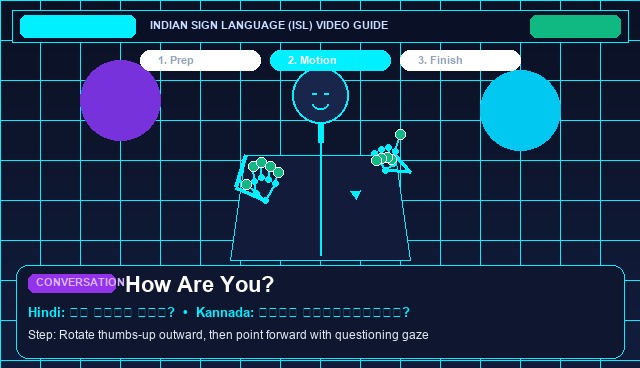 INDIAN SIGN LANGUAGE (ISL) VIDEO GUIDE
1. Prep 2. Motion 3. Finish
CONVERSATION How Are You?
Hindi: ? • Kannada: ?
Step: Rotate thumbs-up outward, then point forward with questioning gaze